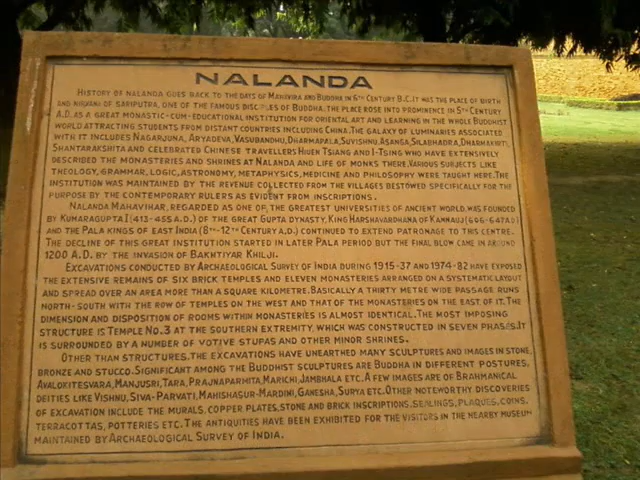 NALANDA
HISTORY OF NALANDA GOES BACK TO THE DAYS OF MAHAVIRA AND BUDDHA IN 6TH CENTURY B.C. IT WAS THE PLACE OF BIRTH
AND NIRVANA OF SARIPUTRA, ONE OF THE FAMOUS DISCIPLES OF BUDDHA. THE PLACE ROSE INTO PROMINENCE IN 5TH CENTURY
A.D. AS A GREAT MONASTIC-CUM-EDUCATIONAL INSTITUTION FOR ORIENTAL ART AND LEARNING IN THE WHOLE BUDDHIST
WORLD ATTRACTING STUDENTS FROM DISTANT COUNTRIES INCLUDING CHINA. THE GALAXY OF LUMINARIES ASSOCIATED
WITH IT INCLUDES NAGARJUNA, ARYADEVA, VASUBANDHU, DHARMAPALA, SUVISHNU, ASANGA, SILABHADRA, DHARMAKIRTI,
SHANTARAKSHITA AND CELEBRATED CHINESE TRAVELLERS HIUEN TSIANG AND I-TSING WHO HAVE EXTENSIVELY
DESCRIBED THE MONASTERIES AND SHRINES AT NALANDA AND LIFE OF MONKS THERE. VARIOUS SUBJECTS LIKE
THEOLOGY, GRAMMAR, LOGIC, ASTRONOMY, METAPHYSICS, MEDICINE AND PHILOSOPHY WERE TAUGHT HERE. THE
INSTITUTION WAS MAINTAINED BY THE REVENUE COLLECTED FROM THE VILLAGES BESTOWED SPECIFICALLY FOR THE
PURPOSE BY THE CONTEMPORARY RULERS AS EVIDENT FROM INSCRIPTIONS.
NALANDA MAHAVIHAR, REGARDED AS ONE OF THE GREATEST UNIVERSITIES OF ANCIENT WORLD, WAS FOUNDED
BY KUMARAGUPTA I (413-455 A.D.) OF THE GREAT GUPTA DYNASTY. KING HARSHAVARDHANA OF KANNAUJ (606-647 A.D.)
AND THE PALA KINGS OF EAST INDIA (8TH-12TH CENTURY A.D.) CONTINUED TO EXTEND PATRONAGE TO THIS CENTRE.
THE DECLINE OF THIS GREAT INSTITUTION STARTED IN LATER PALA PERIOD BUT THE FINAL BLOW CAME IN AROUND
1200 A.D. BY THE INVASION OF BAKHTIYAR KHILJI.
EXCAVATIONS CONDUCTED BY ARCHAEOLOGICAL SURVEY OF INDIA DURING 1915-37 AND 1974-82 HAVE EXPOSED
THE EXTENSIVE REMAINS OF SIX BRICK TEMPLES AND ELEVEN MONASTERIES ARRANGED ON A SYSTEMATIC LAYOUT
AND SPREAD OVER AN AREA MORE THAN A SQUARE KILOMETRE. BASICALLY A THIRTY METRE WIDE PASSAGE RUNS
NORTH-SOUTH WITH THE ROW OF TEMPLES ON THE WEST AND THAT OF THE MONASTERIES ON THE EAST OF IT. THE
DIMENSION AND DISPOSITION OF ROOMS WITHIN MONASTERIES IS ALMOST IDENTICAL. THE MOST IMPOSING
STRUCTURE IS TEMPLE NO. 3 AT THE SOUTHERN EXTREMITY, WHICH WAS CONSTRUCTED IN SEVEN PHASES. IT
IS SURROUNDED BY A NUMBER OF VOTIVE STUPAS AND OTHER MINOR SHRINES.
OTHER THAN STRUCTURES, THE EXCAVATIONS HAVE UNEARTHED MANY SCULPTURES AND IMAGES IN STONE,
BRONZE AND STUCCO. SIGNIFICANT AMONG THE BUDDHIST SCULPTURES ARE BUDDHA IN DIFFERENT POSTURES,
AVALOKITESVARA, MANJUSRI, TARA, PRAJNAPARMITA, MARICHI, JAMBHALA ETC. A FEW IMAGES ARE OF BRAHMANICAL
DEITIES LIKE VISHNU, SIVA-PARVATI, MAHISHASUR-MARDINI, GANESHA, SURYA ETC. OTHER NOTEWORTHY DISCOVERIES
OF EXCAVATION INCLUDE THE MURALS, COPPER PLATES, STONE AND BRICK INSCRIPTIONS, SEALINGS, PLAQUES, COINS,
TERRACOTTAS, POTTERIES ETC. THE ANTIQUITIES HAVE BEEN EXHIBITED FOR THE VISITORS IN THE NEARBY MUSEUM
MAINTAINED BY ARCHAEOLOGICAL SURVEY OF INDIA.